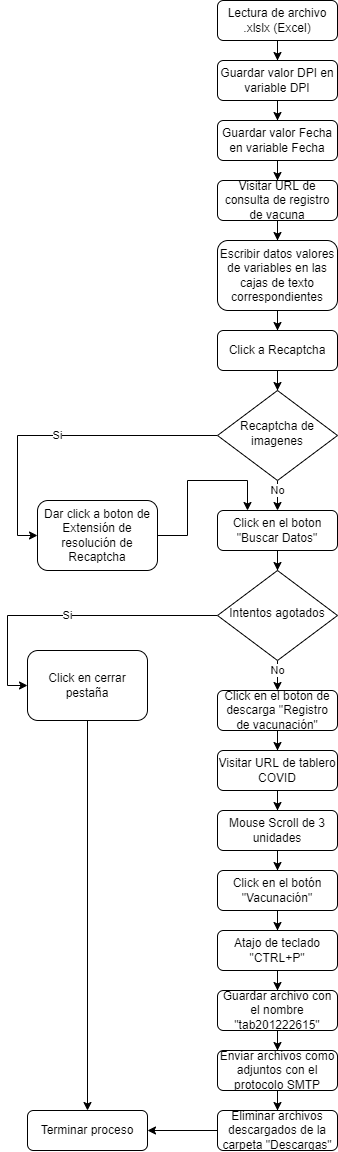 Lectura de archivo
.xlslx (Excel)
Guardar valor DPI en
variable DPI
Guardar valor Fecha
en variable Fecha
Visitar URL de
consulta de registro
de vacuna
Escribir datos valores
de variables en las
cajas de texto
correspondientes
Click a Recaptcha
Recaptcha de
imagenes
Si
No
Dar click a boton de
Extensión de
resolución de
Recaptcha
Click en el boton
"Buscar Datos"
Intentos agotados
Si
No
Click en cerrar
pestaña
Click en el boton de
descarga "Registro
de vacunación"
Visitar URL de tablero
COVID
Mouse Scroll de 3
unidades
Click en el botón
"Vacunación"
Atajo de teclado
"CTRL+P"
Guardar archivo con
el nombre
"tab201222615"
Enviar archivos como
adjuntos con el
protocolo SMTP
Eliminar archivos
descargados de la
carpeta "Descargas"
Terminar proceso